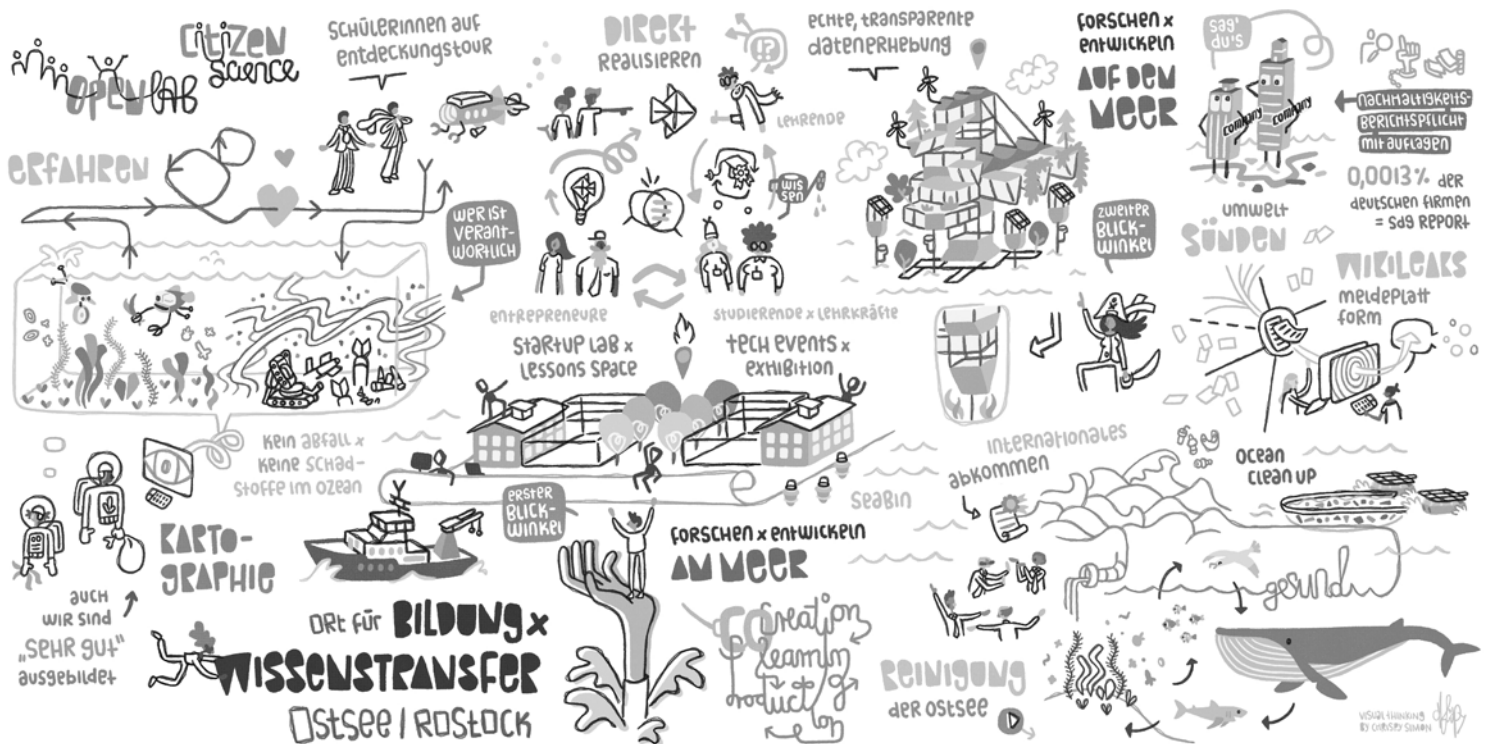 OPEN LAB
CitiZEN
science
SCHÜLERINNEN AUF
entdeckungstour
DIREKT
REALISIEREN
ECHTE, TRANSPARENTE
datenerhebung
FORSCHEN x
entwickeln
AUF DEM
MEER
sag'
du's
company
company
NACHHALTIGKEITS-
BERICHTSPFLICHT
mit auflagen
0,0013% der
deutschen firmen
= SDG REPORT
LEHRENDE
ERFAHREN
wis
sen
wer ist
verant-
wortlich
zweiter
BLICK-
winkel
umwelt
SÜNDEN
WIKILEAKS
meldeplatt
form
entrepreneure
studierende x Lehrkräfte
startup lab x
Lessons space
tech events x
exhibition
kein abfall x
keine schad-
stoffe im ozean
internationales
abkommen
OCEAN
CLEAN UP
seabin
erster
BLICK-
winkel
KARTO-
GRAPHIE
FORSCHEN x entwickeln
AM MEER
gesund
auch
wir sind
„sehr gut"
ausgebildet
ORt für BILDUNG x
WISSENSTRANSFER
Ostsee | ROSTOCK
CO
creation
learning
product
REINIGUNG
der ostsee
VISUAL THINKING
BY CHRISPY SIMON